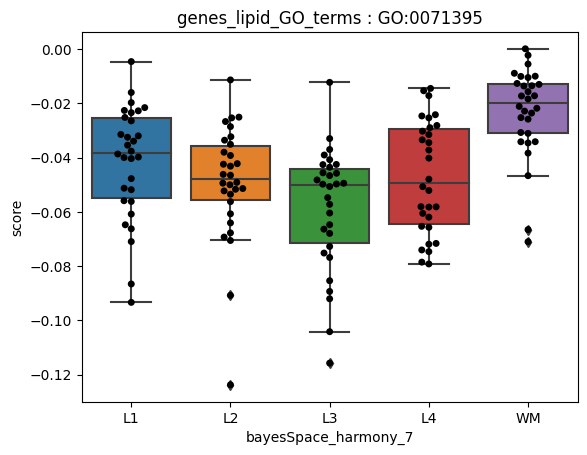 genes_lipid_GO_terms : GO:0071395
0.00
−0.02
−0.04
−0.06
−0.08
−0.10
−0.12
score
L1 L2 L3 L4 WM
bayesSpace_harmony_7